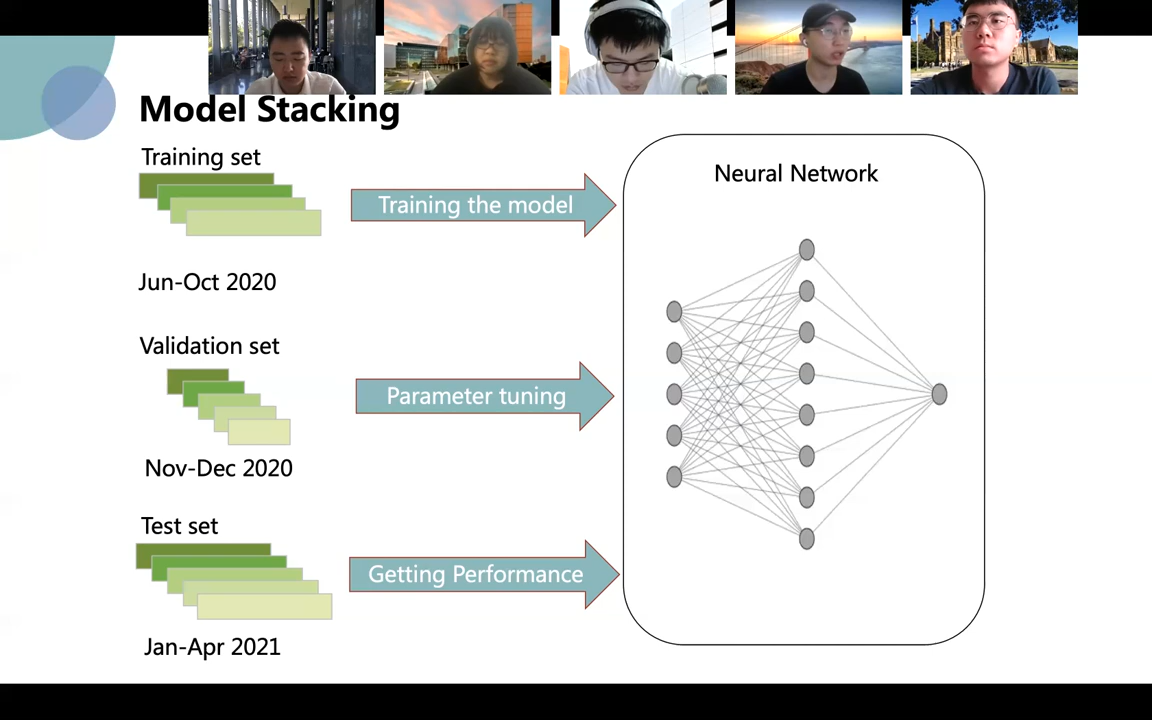 Model Stacking
Training set
Training the model
Jun-Oct 2020
Validation set
Parameter tuning
Nov-Dec 2020
Test set
Getting Performance
Jan-Apr 2021
Neural Network